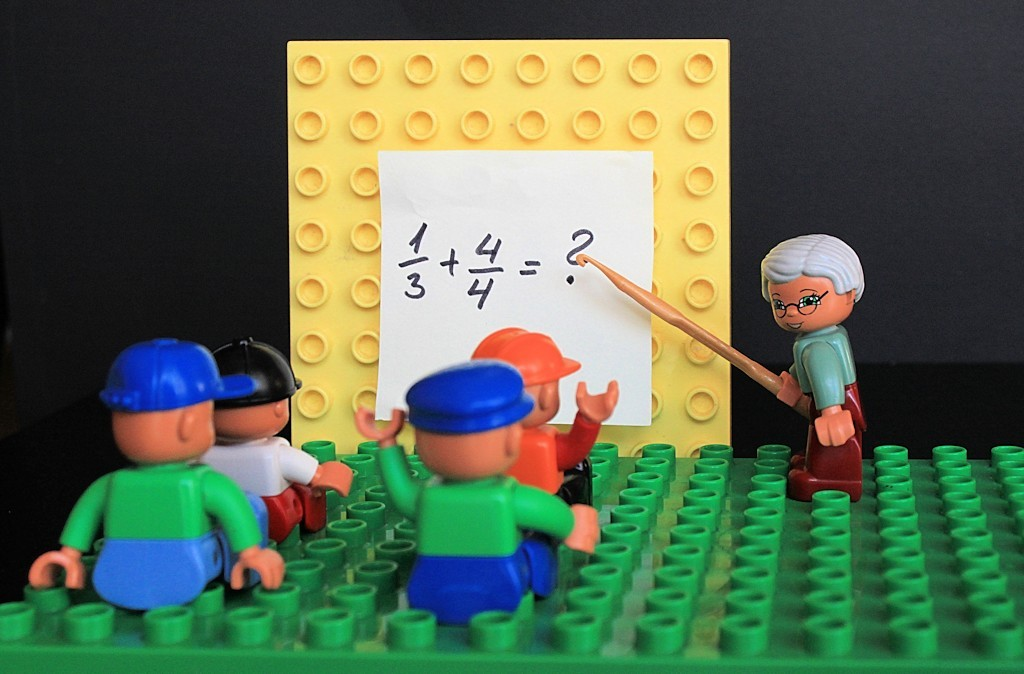 1/3 + 4/4 = ?